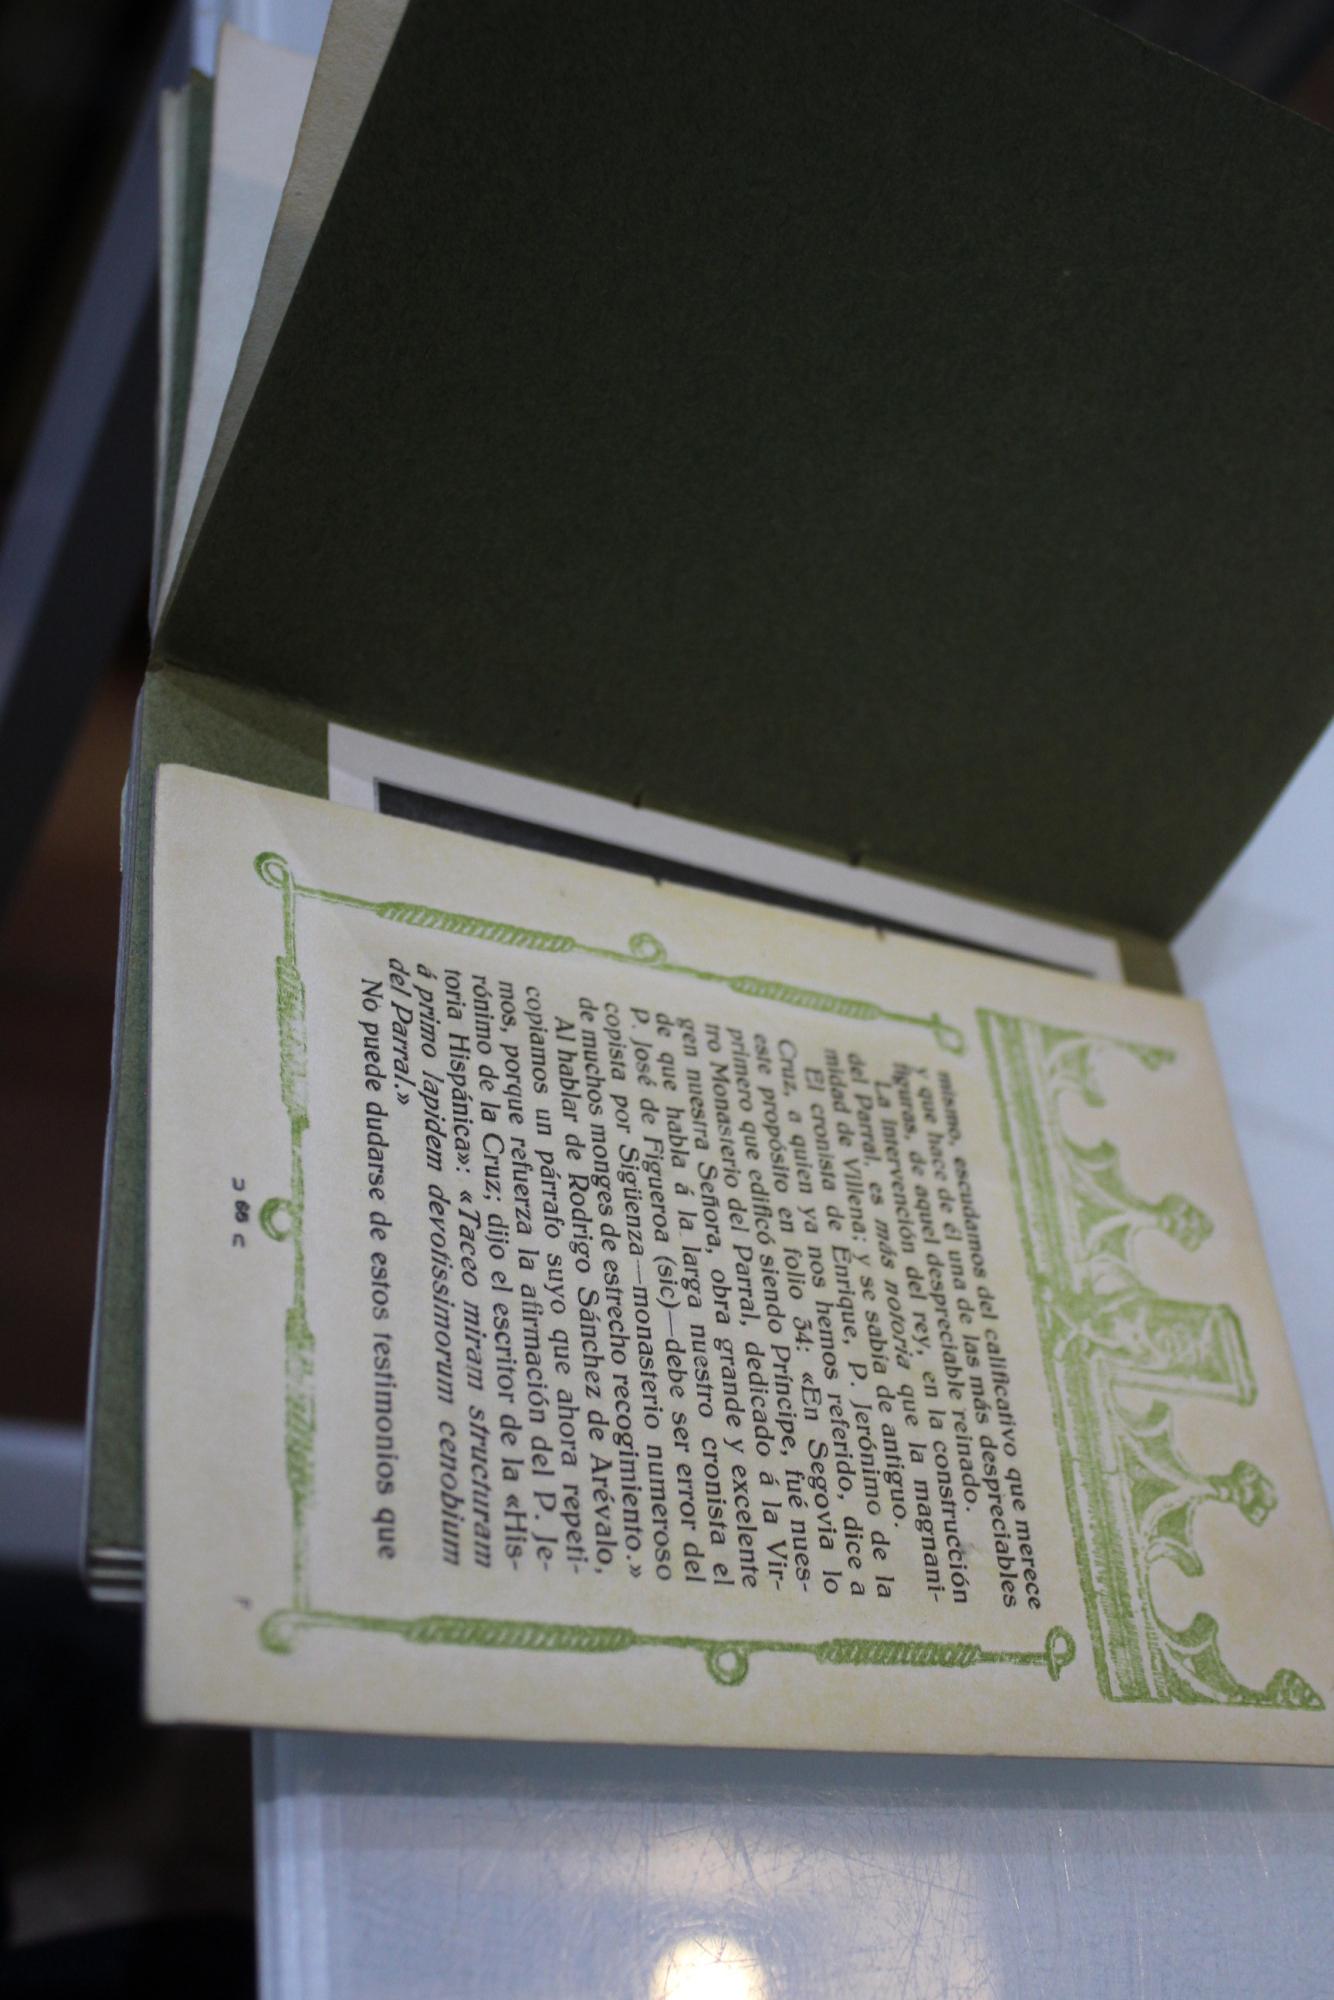 mismo, escudamos del calificativo que merece
y que hace de él una de las más despreciables
figuras, de aquel despreciable reinado.
La intervención del rey, en la construcción
del Parral, es más notoria que la magnani-
midad de Villena; y se sabía de antiguo.
El cronista de Enrique, P. Jerónimo de la
Cruz, a quien ya nos hemos referido, dice a
este propósito en folio 34: «En Segovia lo
primero que edificó siendo Príncipe, fué nues-
tro Monasterio del Parral, dedicado á la Vir-
gen nuestra Señora, obra grande y excelente
de que habla á la larga nuestro cronista el
P. José de Figueroa (sic)—debe ser error del
copista por Sigüenza—monasterio numeroso
de muchos monges de estrecho recogimiento.»
Al hablar de Rodrigo Sánchez de Arévalo,
copiamos un párrafo suyo que ahora repeti-
mos, porque refuerza la afirmación del P. Je-
rónimo de la Cruz; dijo el escritor de la «His-
toria Hispánica»: «Taceo miram structuram
á primo lapidem devotissimorum cenobium
del Parral.»
No puede dudarse de estos testimonios que